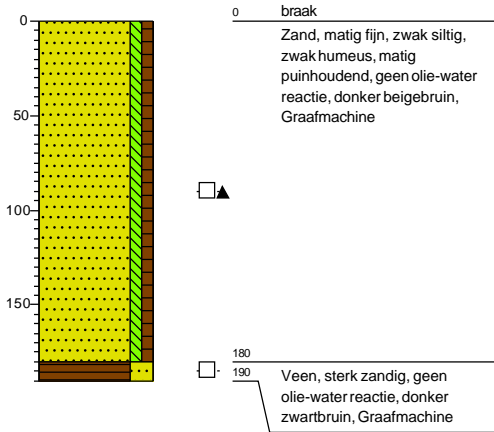 0
50
100
150
0
braak
Zand, matig fijn, zwak siltig,
zwak humeus, matig
puinhoudend, geen olie-water
reactie, donker beigebruin,
Graafmachine
180
190
Veen, sterk zandig, geen
olie-water reactie, donker
zwartbruin, Graafmachine